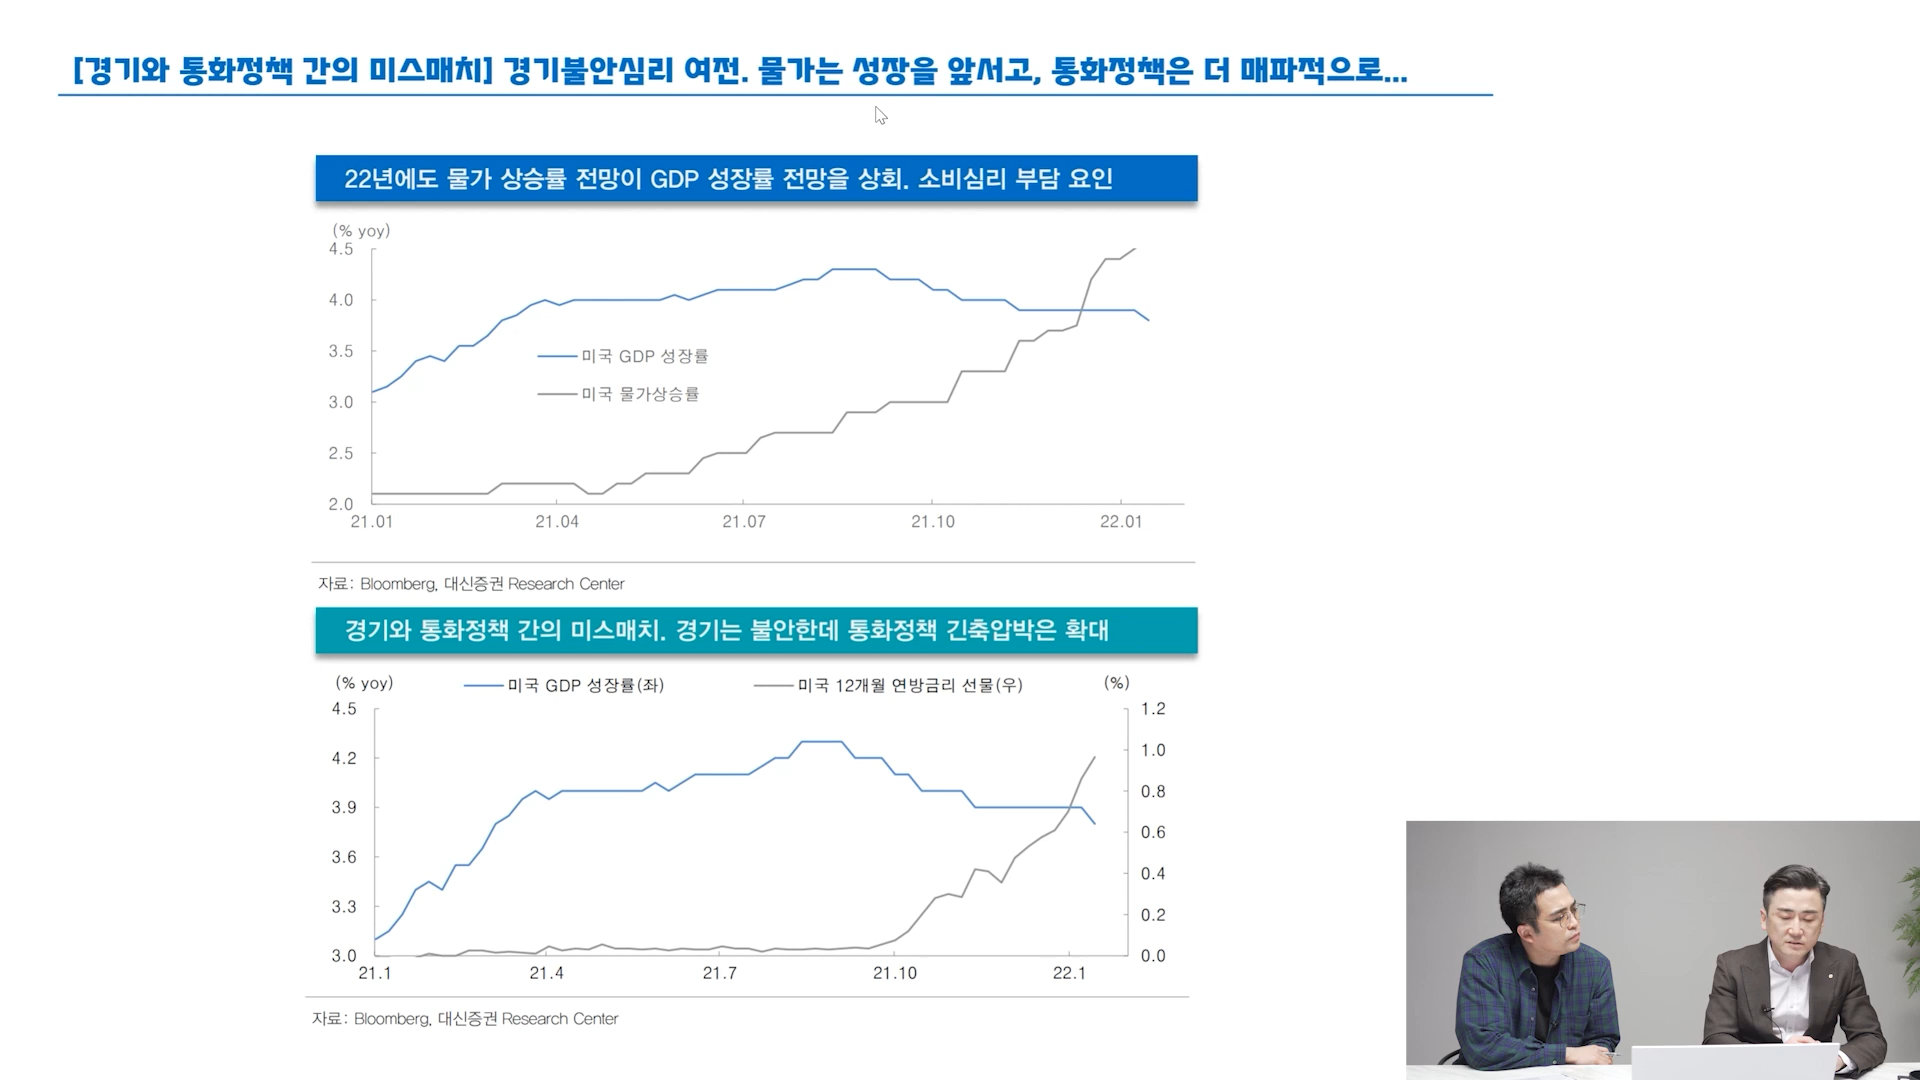 [경기와 통화정책 간의 미스매치] 경기불안심리 여전. 물가는 성장을 앞서고, 통화정책은 더 매파적으로...
22년에도 물가 상승률 전망이 GDP 성장률 전망을 상회. 소비심리 부담 요인
(% yoy)
4.5
4.0
3.5
3.0
2.5
2.0
미국 GDP 성장률
미국 물가상승률
21.01 21.04 21.07 21.10 22.01
자료: Bloomberg, 대신증권 Research Center
경기와 통화정책 간의 미스매치. 경기는 불안한데 통화정책 긴축압박은 확대
(% yoy) 미국 GDP 성장률(좌) 미국 12개월 연방금리 선물(우) (%)
4.5 1.2
4.2 1.0
3.9 0.8
3.6 0.6
3.3 0.4
3.0 0.2
0.0
21.1 21.4 21.7 21.10 22.1
자료: Bloomberg, 대신증권 Research Center